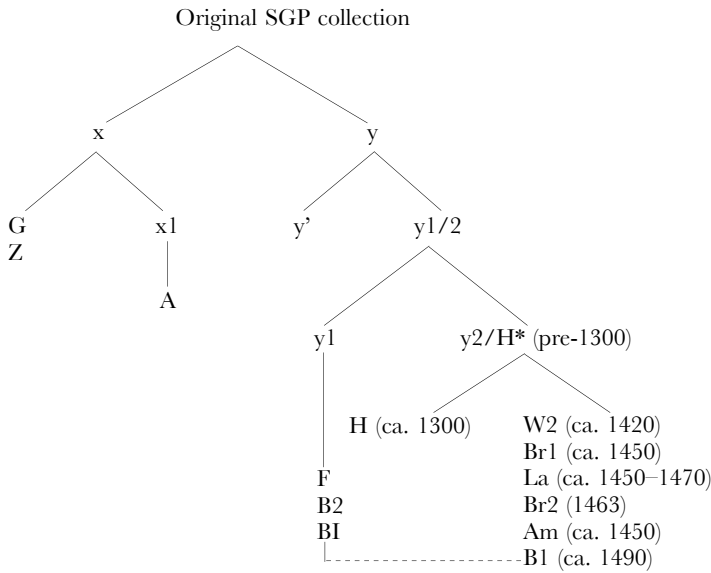 Original SGP collection
x y
G x1 y’ y1/2
Z
A
y1 y2/H* (pre-1300)
H (ca. 1300) W2 (ca. 1420)
Br1 (ca. 1450)
F La (ca. 1450–1470)
B2 Br2 (1463)
BI Am (ca. 1450)
B1 (ca. 1490)